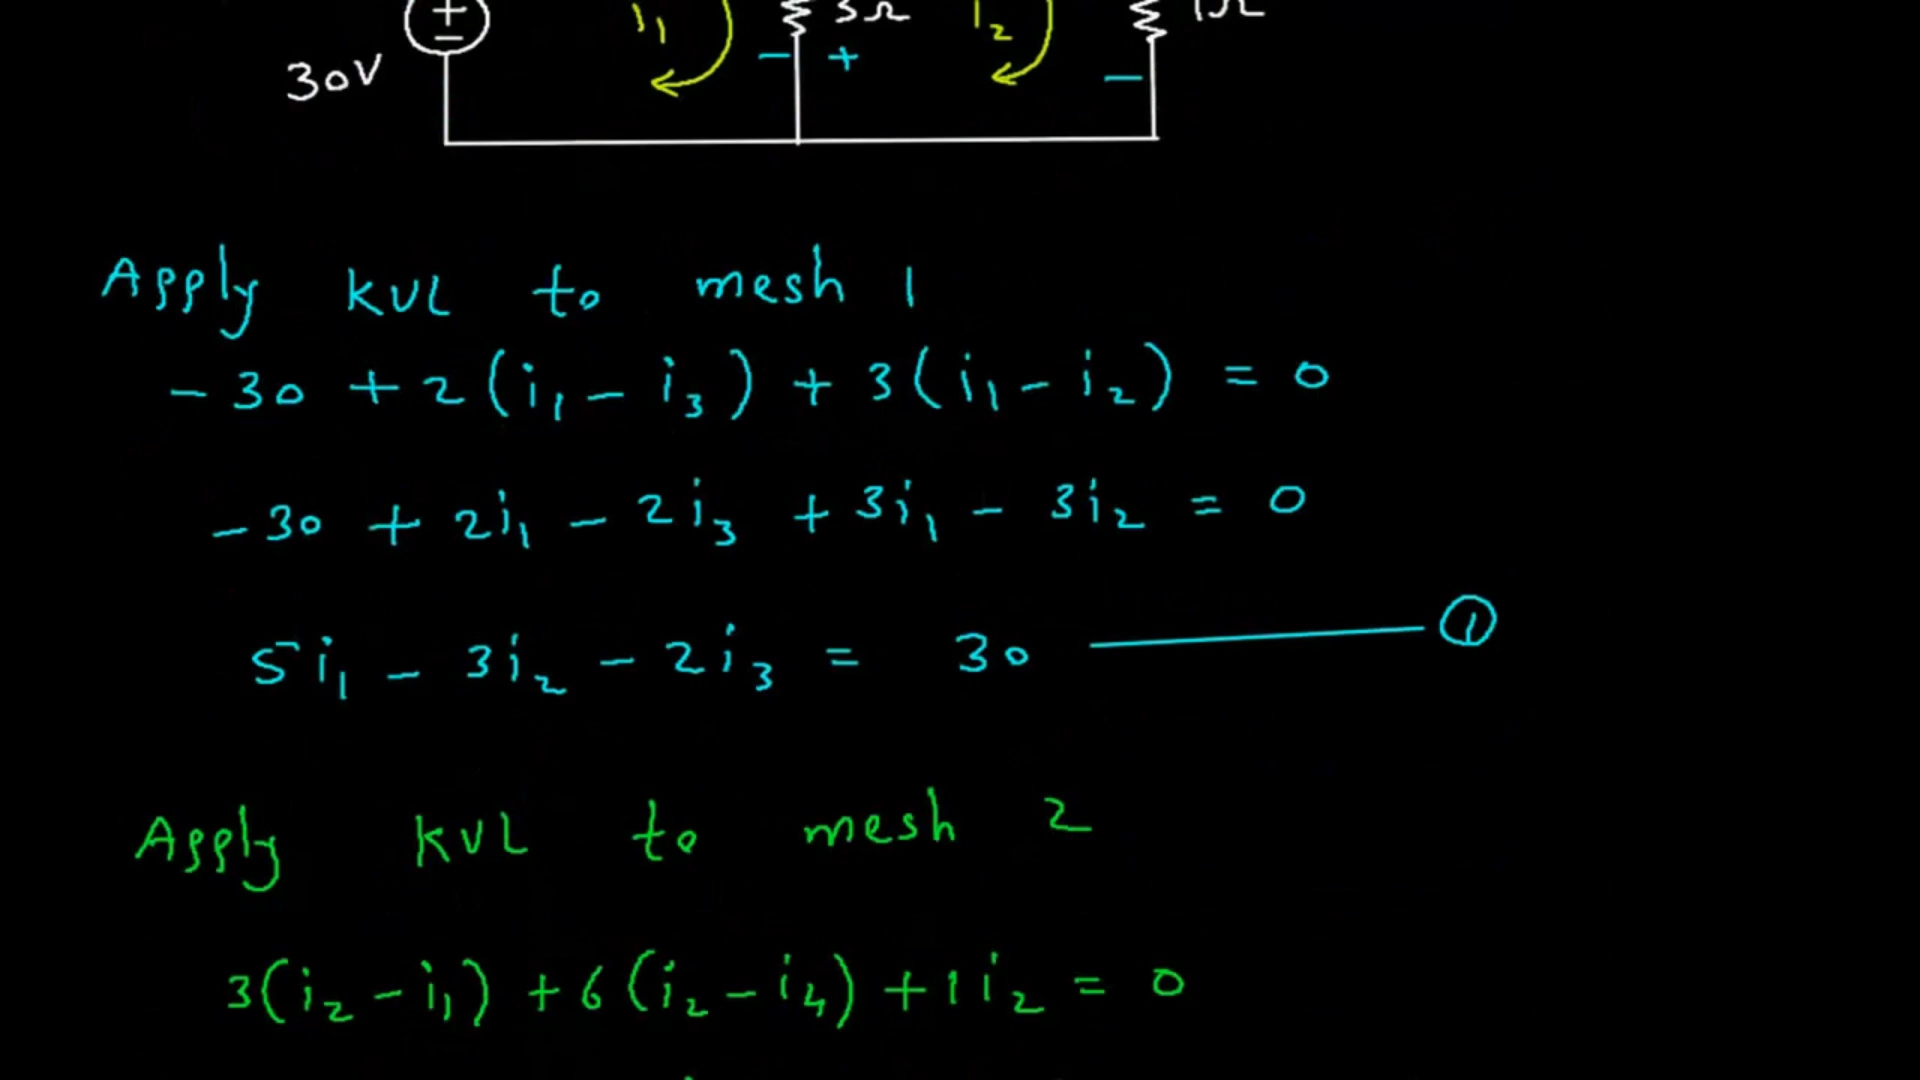 +
i₁ 3Ω i₂ 1Ω
−
30V − + −
Apply KVL to mesh 1
−30 + 2(i₁ − i₃) + 3(i₁ − i₂) = 0
−30 + 2i₁ − 2i₃ + 3i₁ − 3i₂ = 0
5i₁ − 3i₂ − 2i₃ = 30 ——— ①
Apply KVL to mesh 2
3(i₂ − i₁) + 6(i₂ − i₄) + 1i₂ = 0